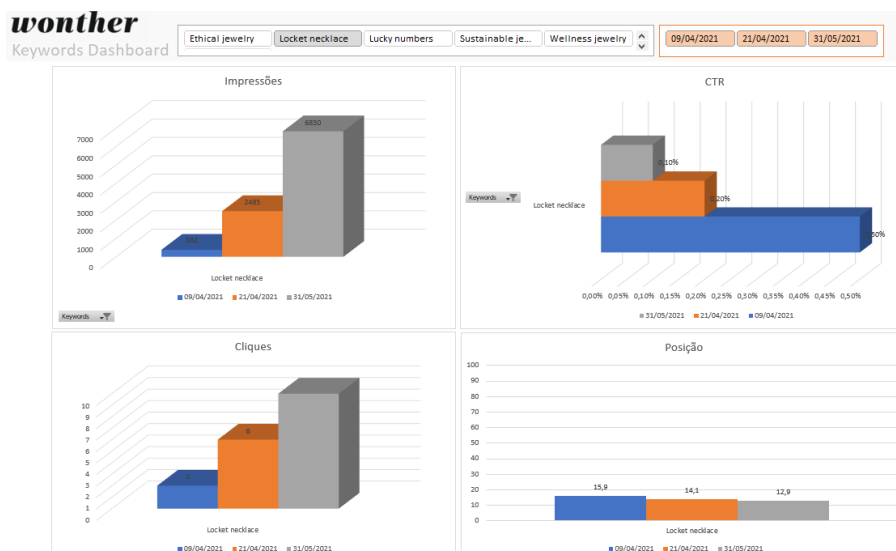 wonther
Keywords Dashboard
Ethical jewelry
Locket necklace
Lucky numbers
Sustainable je...
Wellness jewelry
09/04/2021
21/04/2021
31/05/2021
Impressões
7000
6000
5000
4000
3000
2000
1000
0
2485
6830
Locket necklace
09/04/2021 21/04/2021 31/05/2021
Keywords
CTR
Keywords
Locket necklace
0,10%
0,20%
0,00% 0,05% 0,10% 0,15% 0,20% 0,25% 0,30% 0,35% 0,40% 0,45% 0,50%
31/05/2021 21/04/2021 09/04/2021
Cliques
10
9
8
7
6
5
4
3
2
1
0
Locket necklace
09/04/2021 21/04/2021 31/05/2021
Posição
100
90
80
70
60
50
40
30
20
10
0
15,9
14,1
12,9
Locket necklace
09/04/2021 21/04/2021 31/05/2021